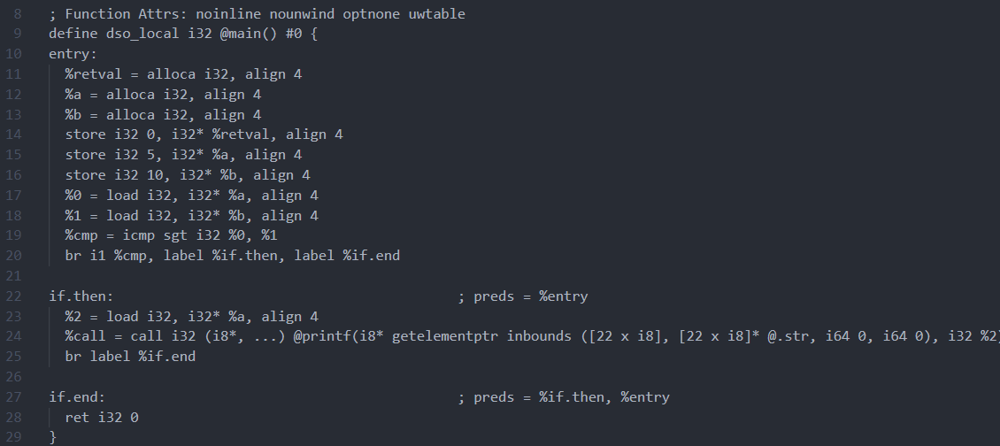 8 ; Function Attrs: noinline nounwind optnone uwtable
9 define dso_local i32 @main() #0 {
10 entry:
11 %retval = alloca i32, align 4
12 %a = alloca i32, align 4
13 %b = alloca i32, align 4
14 store i32 0, i32* %retval, align 4
15 store i32 5, i32* %a, align 4
16 store i32 10, i32* %b, align 4
17 %0 = load i32, i32* %a, align 4
18 %1 = load i32, i32* %b, align 4
19 %cmp = icmp sgt i32 %0, %1
20 br i1 %cmp, label %if.then, label %if.end
21
22 if.then: ; preds = %entry
23 %2 = load i32, i32* %a, align 4
24 %call = call i32 (i8*, ...) @printf(i8* getelementptr inbounds ([22 x i8], [22 x i8]* @.str, i64 0, i64 0), i32 %2)
25 br label %if.end
26
27 if.end: ; preds = %if.then, %entry
28 ret i32 0
29 }